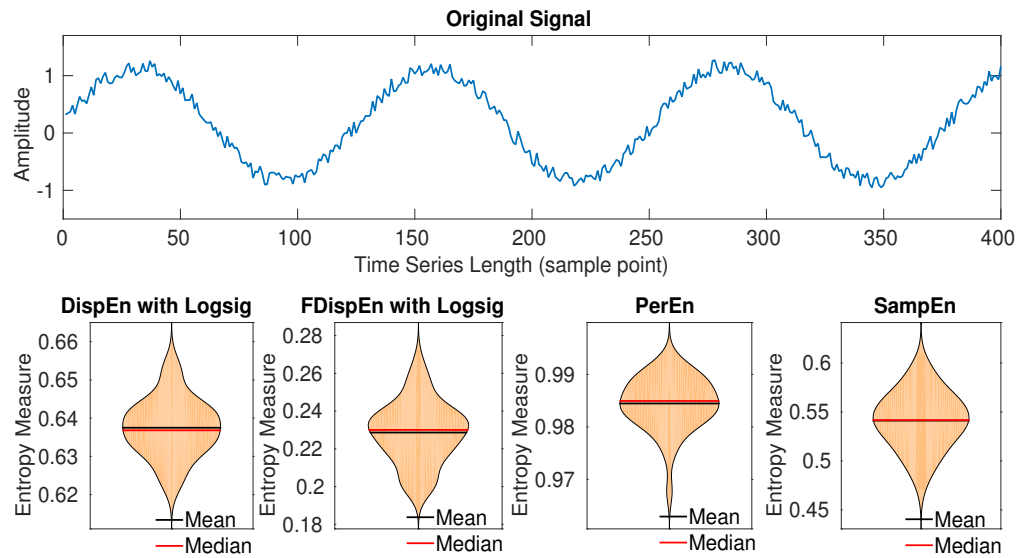 Original Signal
Amplitude
1
0
-1
0 50 100 150 200 250 300 350 400
Time Series Length (sample point)
DispEn with Logsig
Entropy Measure
0.66
0.65
0.64
0.63
0.62
Mean
Median
FDispEn with Logsig
Entropy Measure
0.28
0.26
0.24
0.22
0.2
0.18
Mean
Median
PerEn
Entropy Measure
0.99
0.98
0.97
Mean
Median
SampEn
Entropy Measure
0.6
0.55
0.5
0.45
Mean
Median